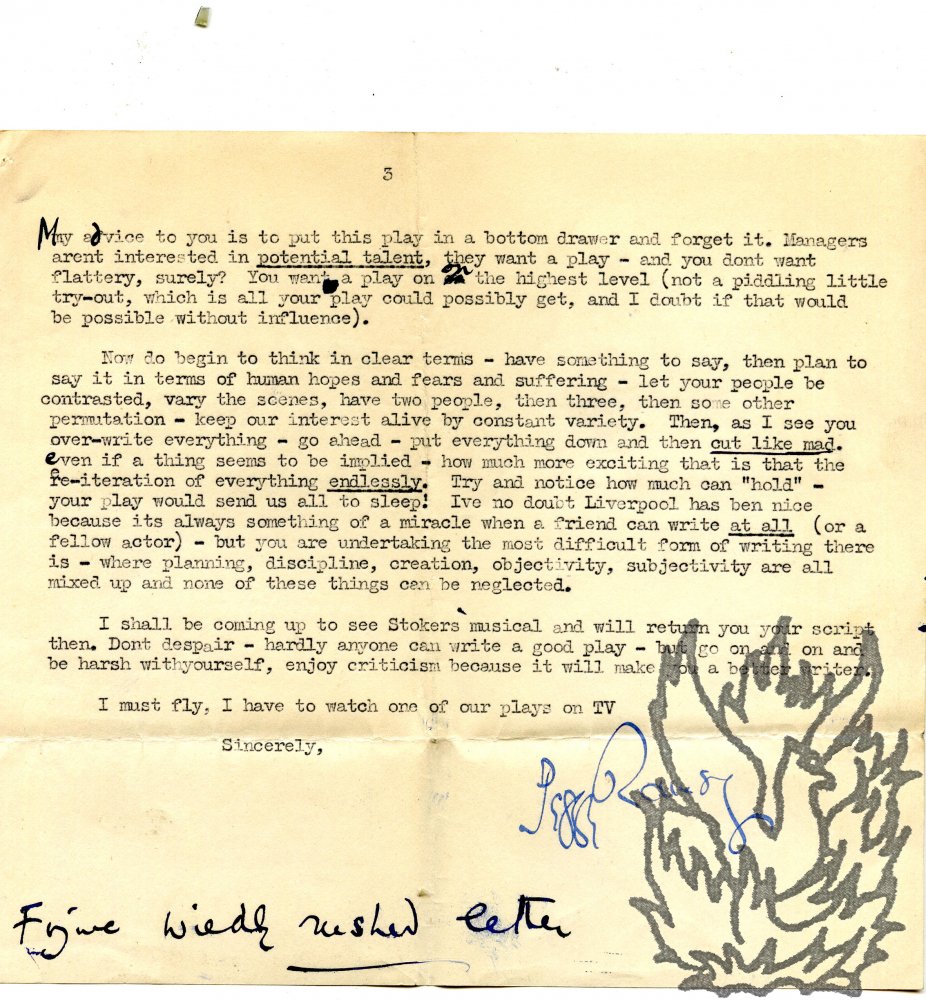 3
My advice to you is to put this play in a bottom drawer and forget it. Managers
arent interested in potential talent, they want a play - and you dont want
flattery, surely? You want a play on on the highest level (not a piddling little
try-out, which is all your play could possibly get, and I doubt if that would
be possible without influence).
Now do begin to think in clear terms - have something to say, then plan to
say it in terms of human hopes and fears and suffering - let your people be
contrasted, vary the scenes, have two people, then three, then some other
permutation - keep our interest alive by constant variety. Then, as I see you
over-write everything - go ahead - put everything down and then cut like mad.
even if a thing seems to be implied - how much more exciting that is that the
re-iteration of everything endlessly. Try and notice how much can "hold" -
your play would send us all to sleep! Ive no doubt Liverpool has ben nice
because its always something of a miracle when a friend can write at all (or a
fellow actor) - but you are undertaking the most difficult form of writing there
is - where planning, discipline, creation, objectivity, subjectivity are all
mixed up and none of these things can be neglected.
I shall be coming up to see Stokers' musical and will return you your script
then. Dont despair - hardly anyone can write a good play - but go on and on and
be harsh withyourself, enjoy criticism because it will make you a better writer.
I must fly, I have to watch one of our plays on TV
Sincerely,
Peggy Ramsay
rushed letter